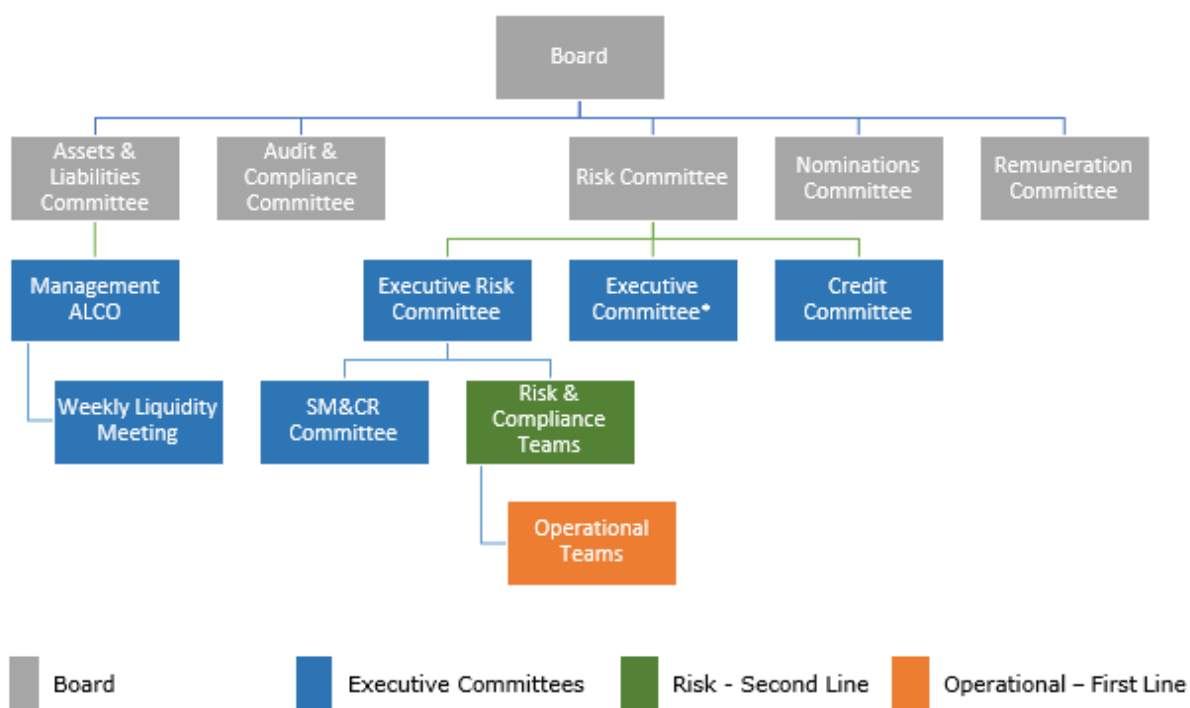 Board
Assets &
Liabilities
Committee
Audit &
Compliance
Committee
Risk Committee
Nominations
Committee
Remuneration
Committee
Management
ALCO
Executive Risk
Committee
Executive
Committee*
Credit
Committee
Weekly Liquidity
Meeting
SM&CR
Committee
Risk &
Compliance
Teams
Operational
Teams
Board
Executive Committees
Risk - Second Line
Operational – First Line